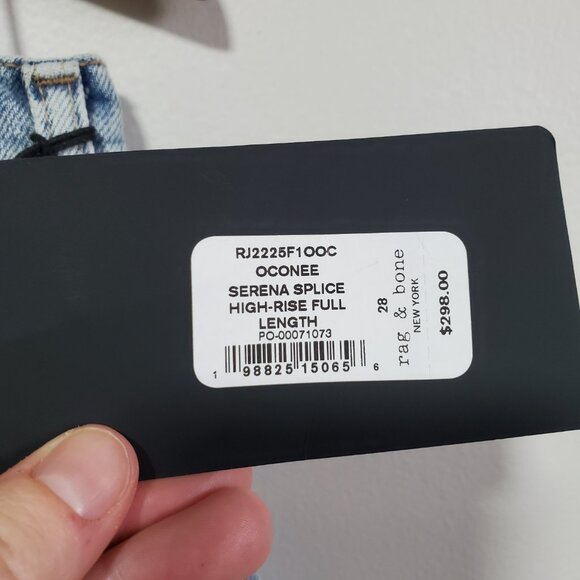 RJ2225F1OOC
OCONEE
SERENA SPLICE
HIGH-RISE FULL
LENGTH
PO-00071073
1 98825 15065 6
28
rag & bone
NEW YORK
$298.00